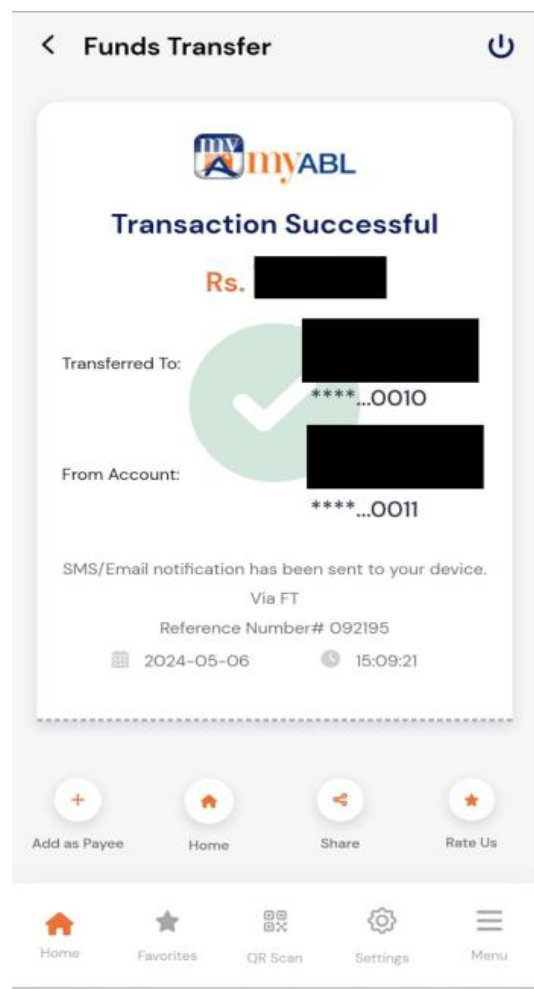 Funds Transfer
my myABL
Transaction Successful
Rs.
Transferred To:
****...0010
From Account:
****...0011
SMS/Email notification has been sent to your device.
Via FT
Reference Number# 092195
2024-05-06 15:09:21
Add as Payee Home Share Rate Us
Home Favorites QR Scan Settings Menu